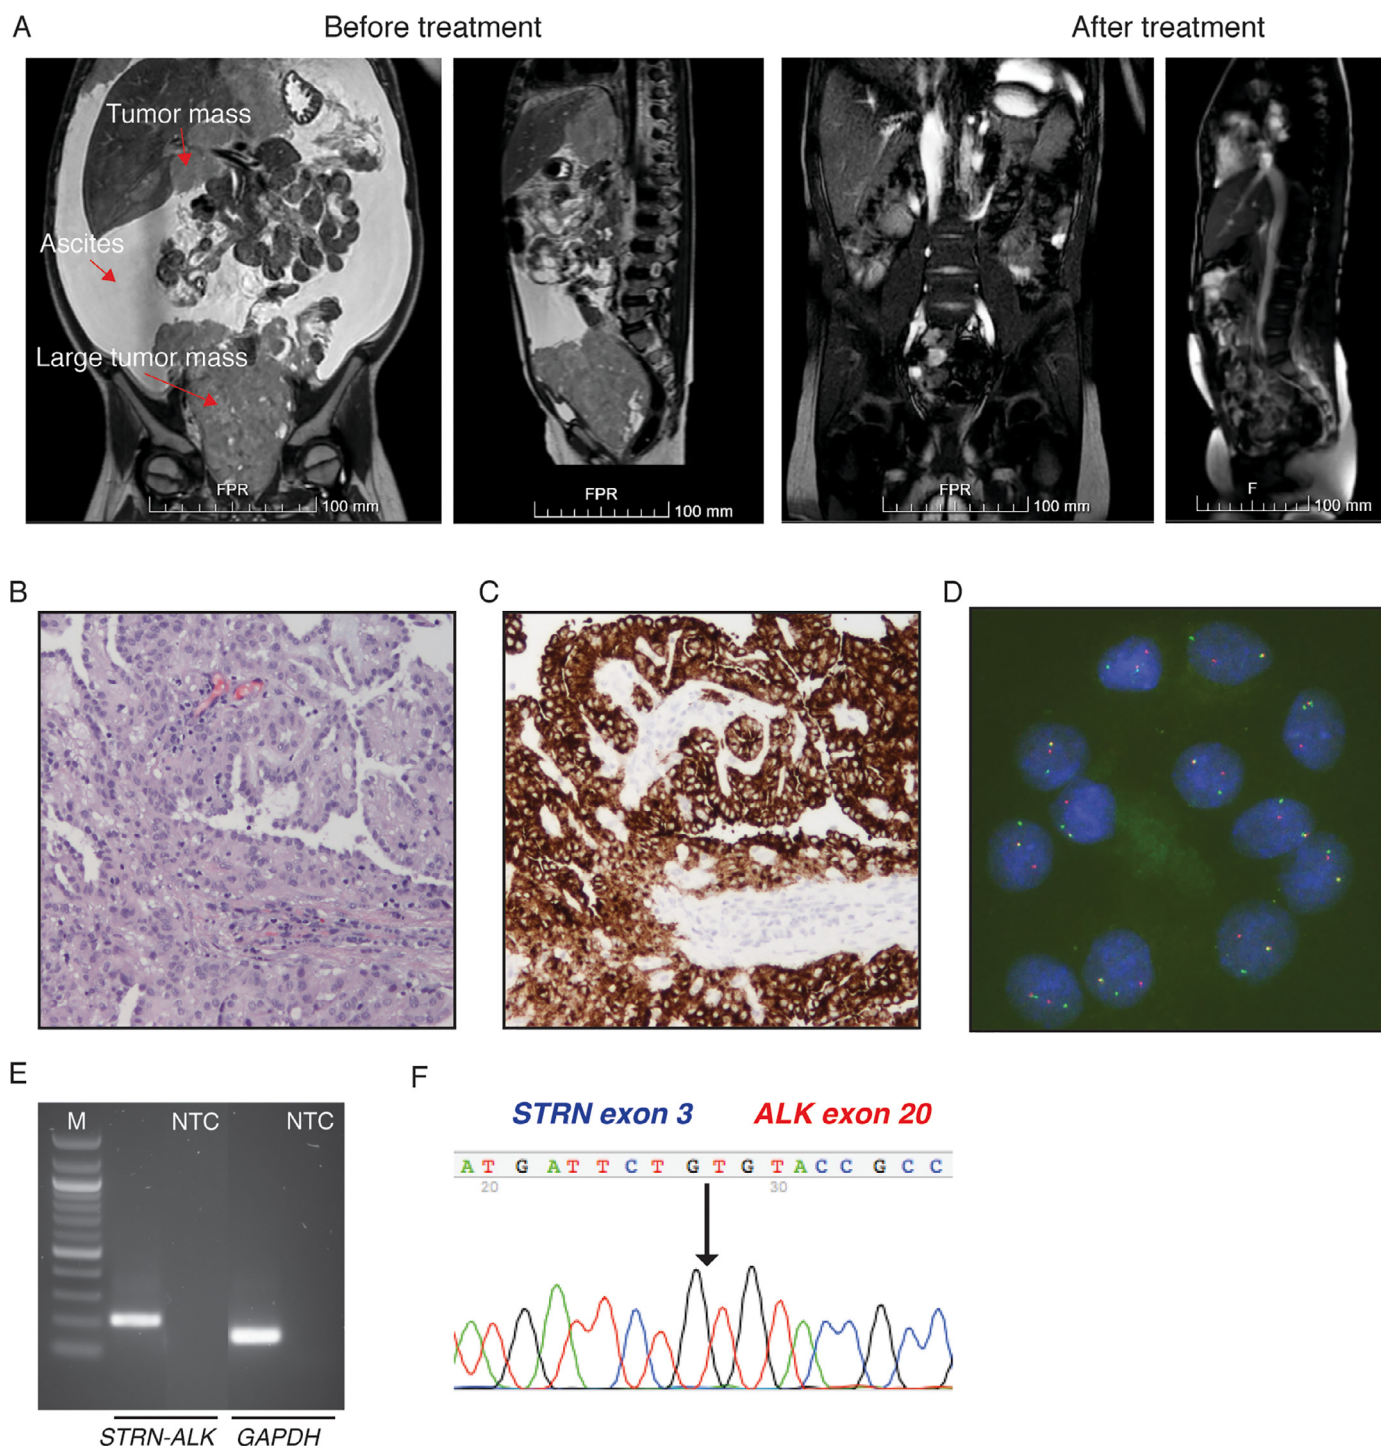 A
Before treatment
After treatment
Tumor mass
Ascites
Large tumor mass
FPR
100 mm
FPR
100 mm
FPR
100 mm
F
100 mm
B
C
D
E
M
NTC
NTC
STRN-ALK
GAPDH
F
STRN exon 3
ALK exon 20
A T G A T T C T G T G T A C C G C C
20
30